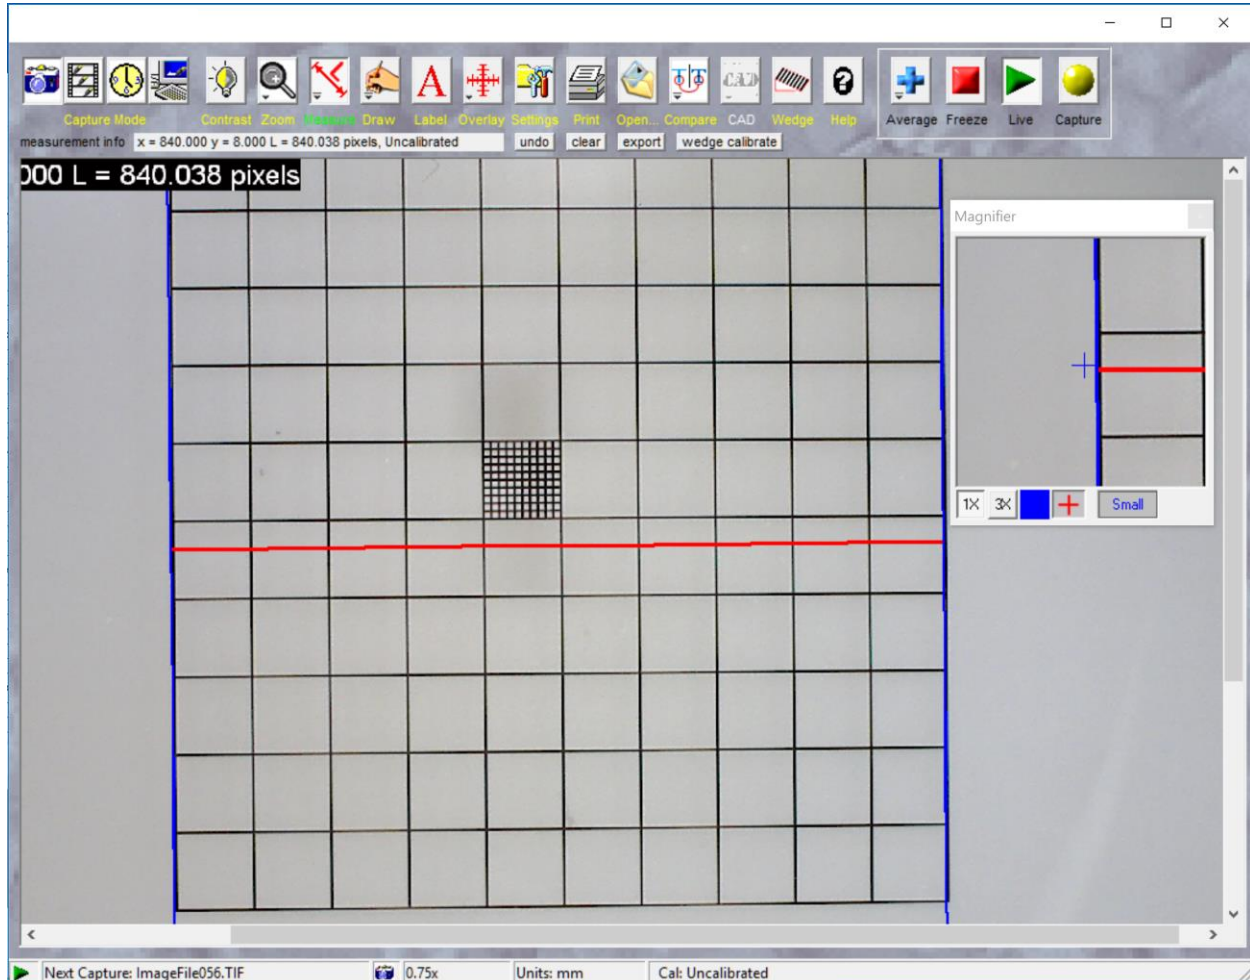 Capture Mode Contrast Zoom Measure Draw Label Overlay Settings Print Open... Compare CAD Wedge Help Average Freeze Live Capture
measurement info x = 840.000 y = 8.000 L = 840.038 pixels, Uncalibrated undo clear export wedge calibrate
000 L = 840.038 pixels
Magnifier
1X 3X Small
Next Capture: ImageFile056.TIF 0.75x Units: mm Cal: Uncalibrated